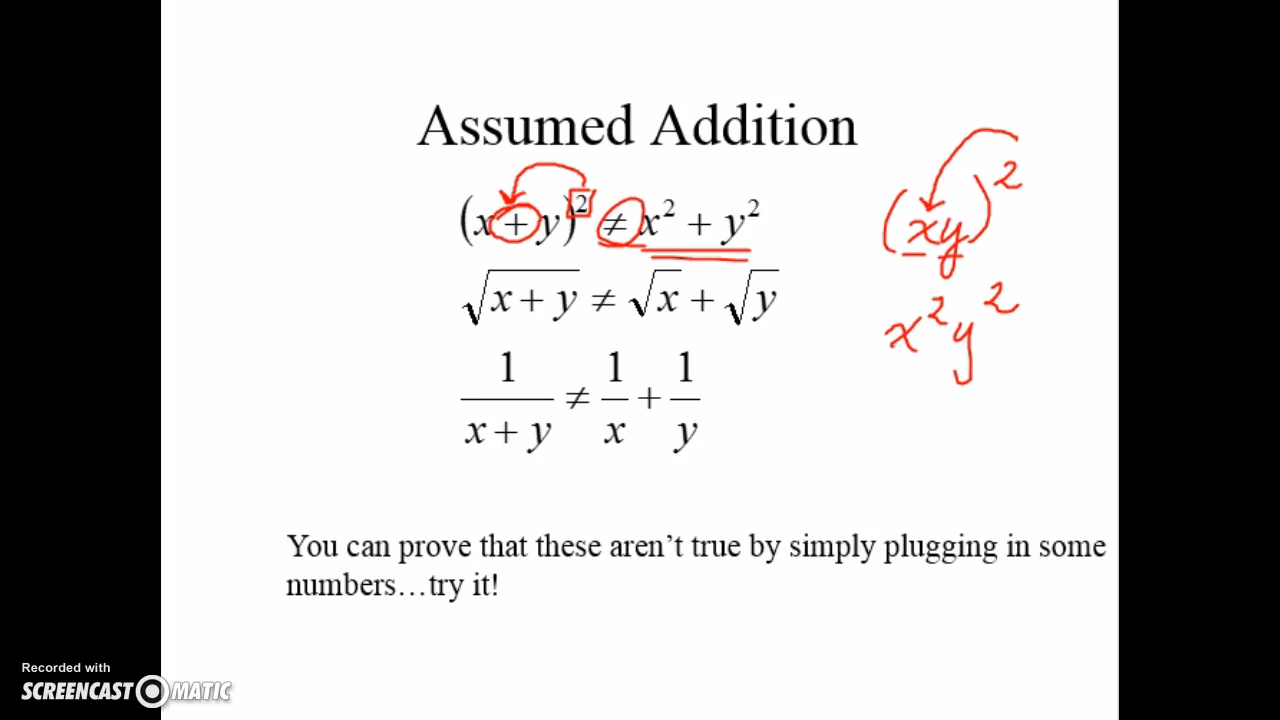 Assumed Addition
(x + y)² ≠ x² + y²
√(x + y) ≠ √x + √y
1/(x + y) ≠ 1/x + 1/y
(xy)²
x²y²
You can prove that these aren’t true by simply plugging in some
numbers…try it!
Recorded with
SCREENCAST MATIC